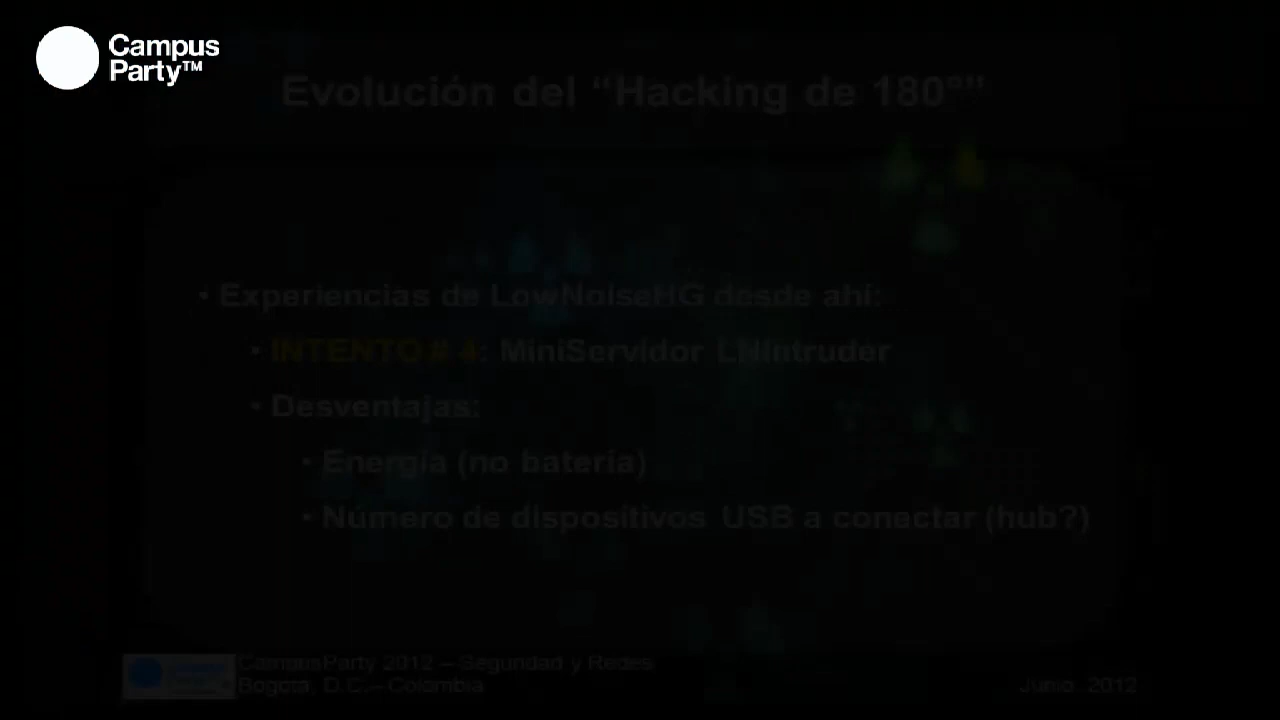 Campus
Party™
Evolución del “Hacking de 180°”
• Experiencias de LowNoiseHG desde ahí:
• INTENTO # 4: MiniServidor LNIntruder
• Desventajas:
• Energía (no batería)
• Número de dispositivos USB a conectar (hub?)
CampusParty 2012 – Seguridad y Redes
Bogotá, D.C. – Colombia
Junio, 2012